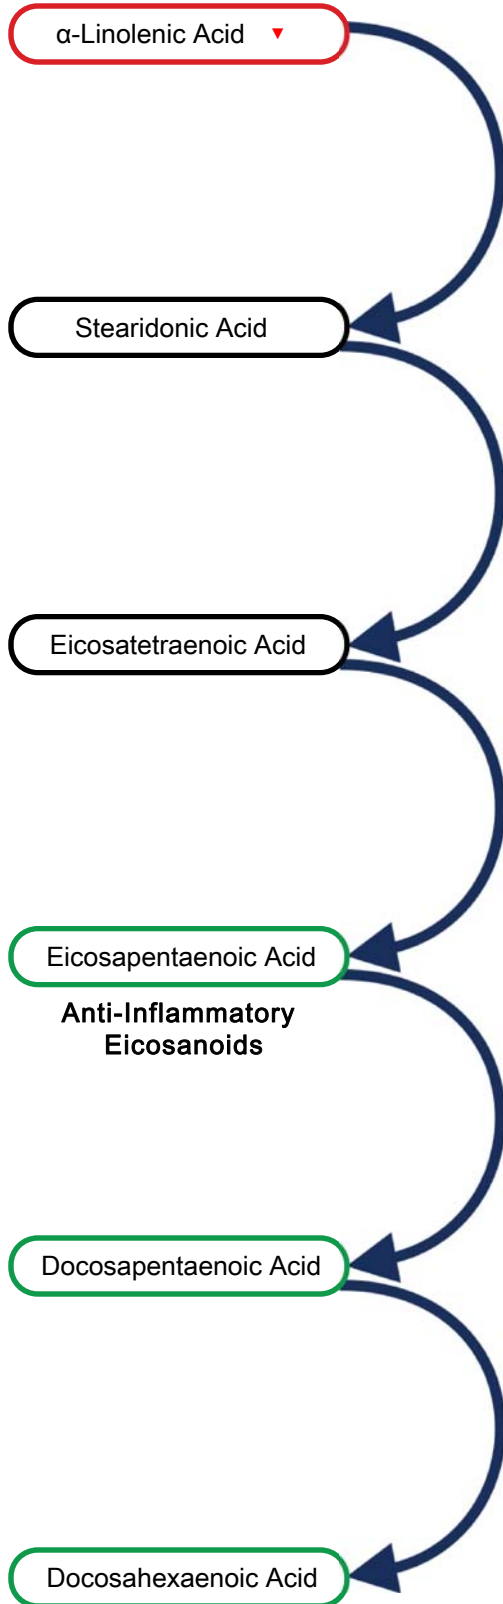 α-Linolenic Acid
Stearidonic Acid
Eicosatetraenoic Acid
Eicosapentaenoic Acid
Anti-Inflammatory
Eicosanoids
Docosapentaenoic Acid
Docosahexaenoic Acid